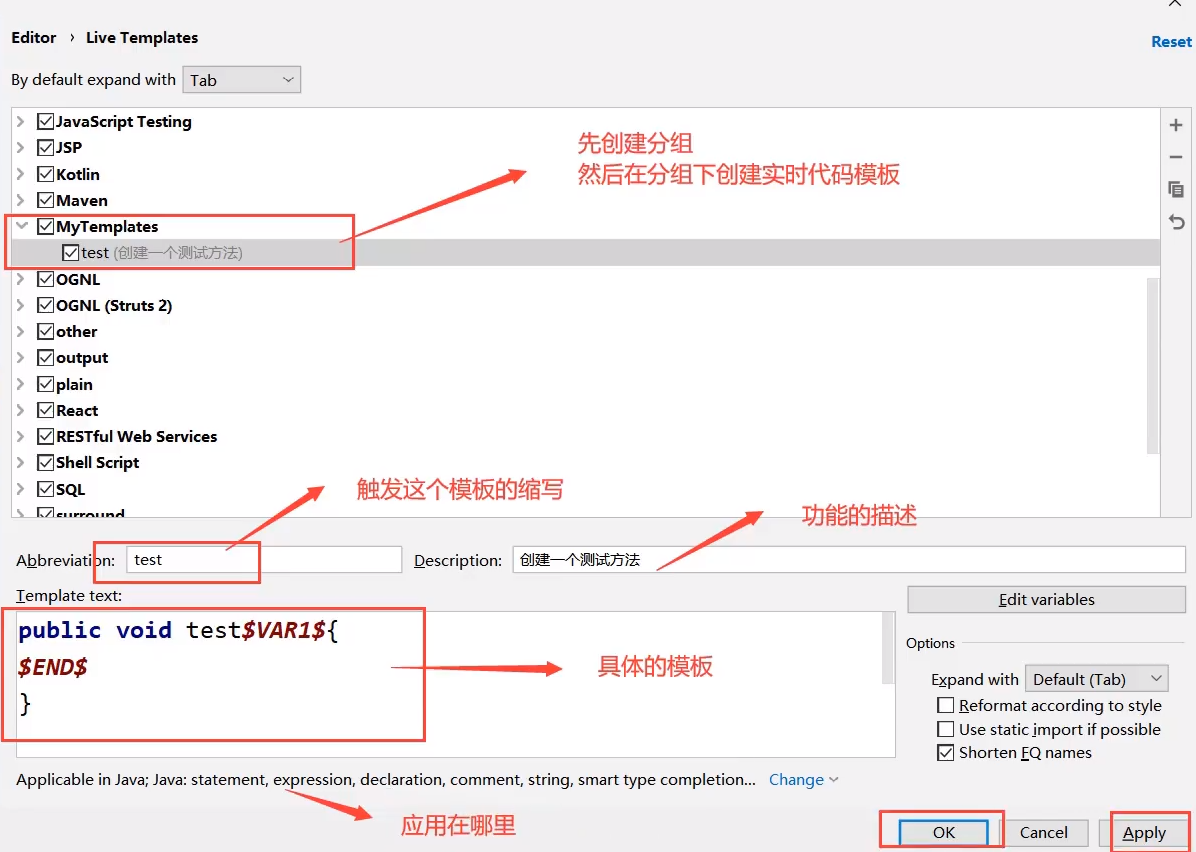 Editor › Live Templates
Reset
By default expand with Tab
JavaScript Testing
JSP
Kotlin
Maven
MyTemplates
test (创建一个测试方法)
OGNL
OGNL (Struts 2)
other
output
plain
React
RESTful Web Services
Shell Script
SQL
surround
先创建分组
然后在分组下创建实时代码模板
触发这个模板的缩写
功能的描述
Abbreviation: test
Description: 创建一个测试方法
Template text:
public void test$VAR1${
$END$
}
具体的模板
Edit variables
Options
Expand with Default (Tab)
Reformat according to style
Use static import if possible
Shorten FQ names
Applicable in Java; Java: statement, expression, declaration, comment, string, smart type completion... Change
应用在哪里
OK Cancel Apply